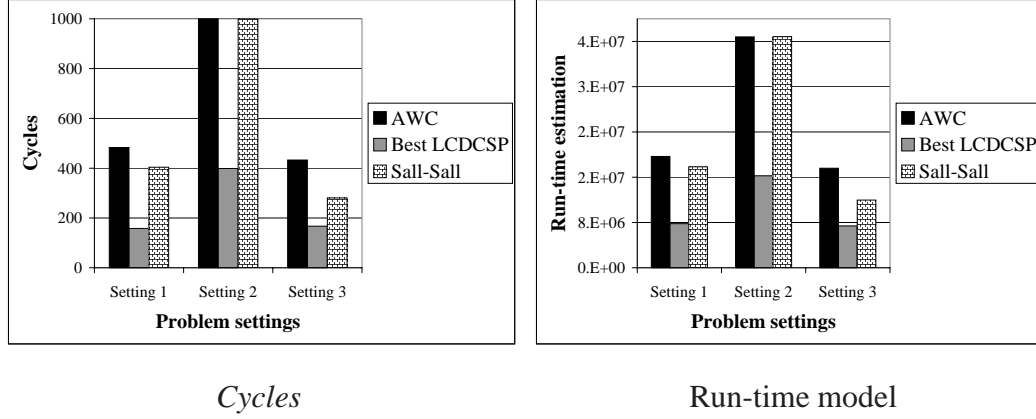 1000
800
600
400
200
0
Cycles
Setting 1 Setting 2 Setting 3
Problem settings
AWC
Best LCDCSP
Sall-Sall
4.E+07
3.E+07
2.E+07
2.E+07
8.E+06
0.E+00
Run-time estimation
Setting 1 Setting 2 Setting 3
Problem settings
AWC
Best LCDCSP
Sall-Sall
Cycles
Run-time model